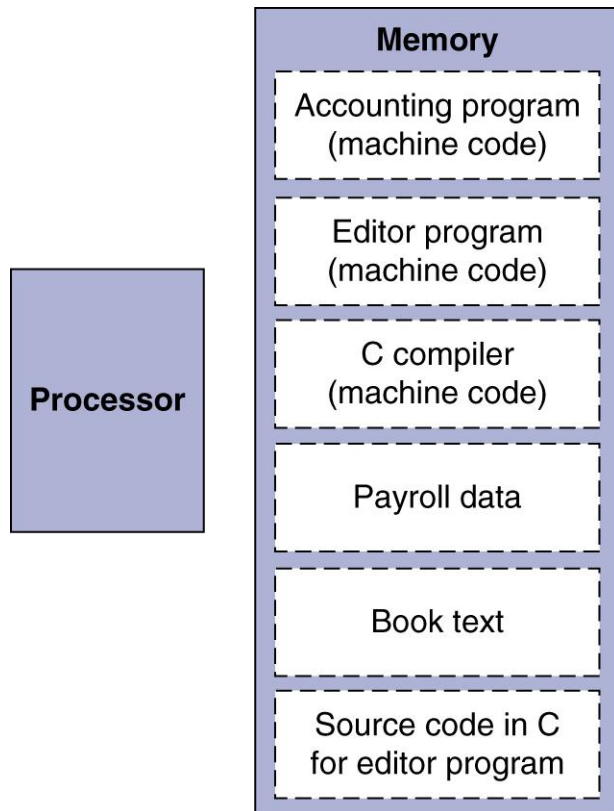 Memory
Accounting program
(machine code)
Editor program
(machine code)
C compiler
(machine code)
Processor
Payroll data
Book text
Source code in C
for editor program